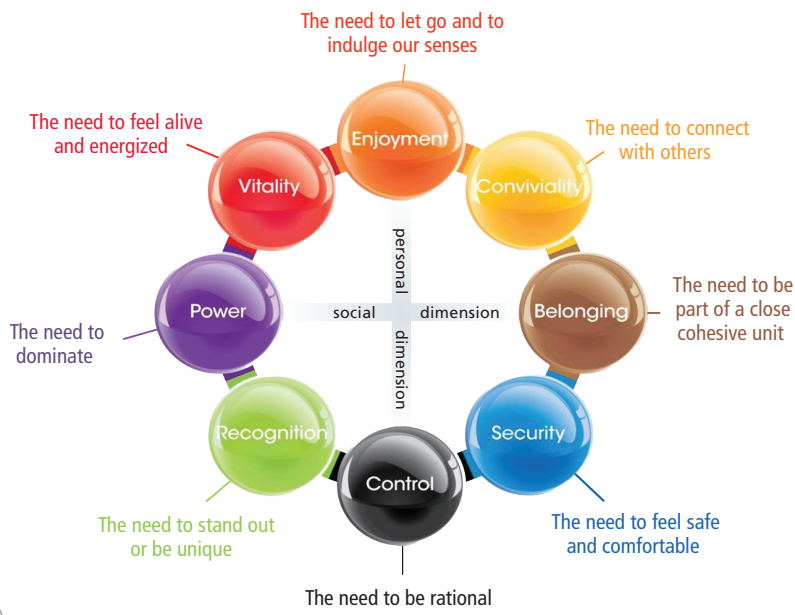 The need to let go and to
indulge our senses
Enjoyment
The need to feel alive
and energized
Vitality
The need to connect
with others
Conviviality
personal
dimension
social
dimension
Power
The need to
dominate
Belonging
The need to be
part of a close
cohesive unit
Recognition
The need to stand out
or be unique
Security
The need to feel safe
and comfortable
Control
The need to be rational